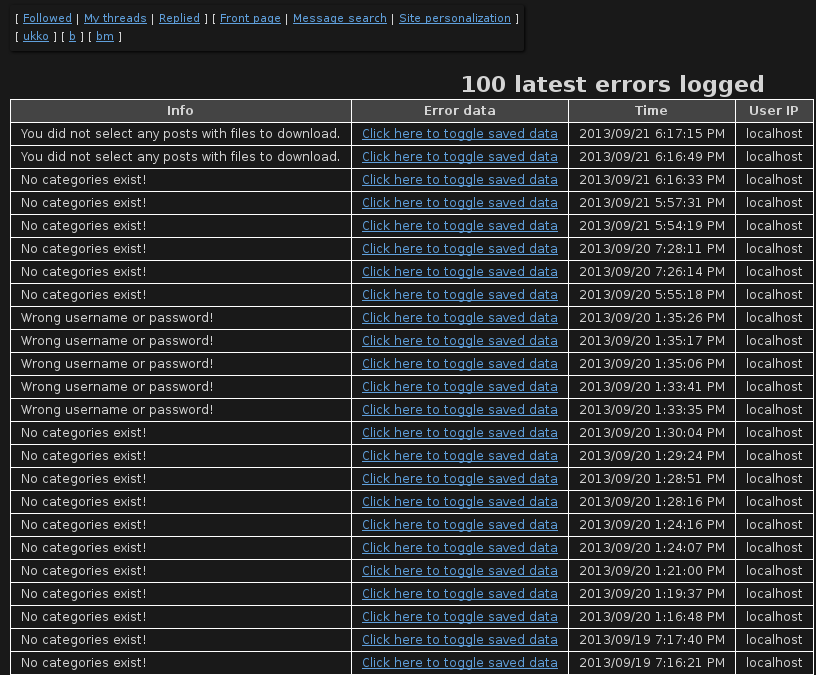 [ Followed | My threads | Replied ] [ Front page | Message search | Site personalization ]
[ ukko ] [ b ] [ bm ]
100 latest errors logged
Info Error data Time User IP
You did not select any posts with files to download. Click here to toggle saved data 2013/09/21 6:17:15 PM localhost
You did not select any posts with files to download. Click here to toggle saved data 2013/09/21 6:16:49 PM localhost
No categories exist! Click here to toggle saved data 2013/09/21 6:16:33 PM localhost
No categories exist! Click here to toggle saved data 2013/09/21 5:57:31 PM localhost
No categories exist! Click here to toggle saved data 2013/09/21 5:54:19 PM localhost
No categories exist! Click here to toggle saved data 2013/09/20 7:28:11 PM localhost
No categories exist! Click here to toggle saved data 2013/09/20 7:26:14 PM localhost
No categories exist! Click here to toggle saved data 2013/09/20 5:55:18 PM localhost
Wrong username or password! Click here to toggle saved data 2013/09/20 1:35:26 PM localhost
Wrong username or password! Click here to toggle saved data 2013/09/20 1:35:17 PM localhost
Wrong username or password! Click here to toggle saved data 2013/09/20 1:35:06 PM localhost
Wrong username or password! Click here to toggle saved data 2013/09/20 1:33:41 PM localhost
Wrong username or password! Click here to toggle saved data 2013/09/20 1:33:35 PM localhost
No categories exist! Click here to toggle saved data 2013/09/20 1:30:04 PM localhost
No categories exist! Click here to toggle saved data 2013/09/20 1:29:24 PM localhost
No categories exist! Click here to toggle saved data 2013/09/20 1:28:51 PM localhost
No categories exist! Click here to toggle saved data 2013/09/20 1:28:16 PM localhost
No categories exist! Click here to toggle saved data 2013/09/20 1:24:16 PM localhost
No categories exist! Click here to toggle saved data 2013/09/20 1:24:07 PM localhost
No categories exist! Click here to toggle saved data 2013/09/20 1:21:00 PM localhost
No categories exist! Click here to toggle saved data 2013/09/20 1:19:37 PM localhost
No categories exist! Click here to toggle saved data 2013/09/20 1:16:48 PM localhost
No categories exist! Click here to toggle saved data 2013/09/19 7:17:40 PM localhost
No categories exist! Click here to toggle saved data 2013/09/19 7:16:21 PM localhost